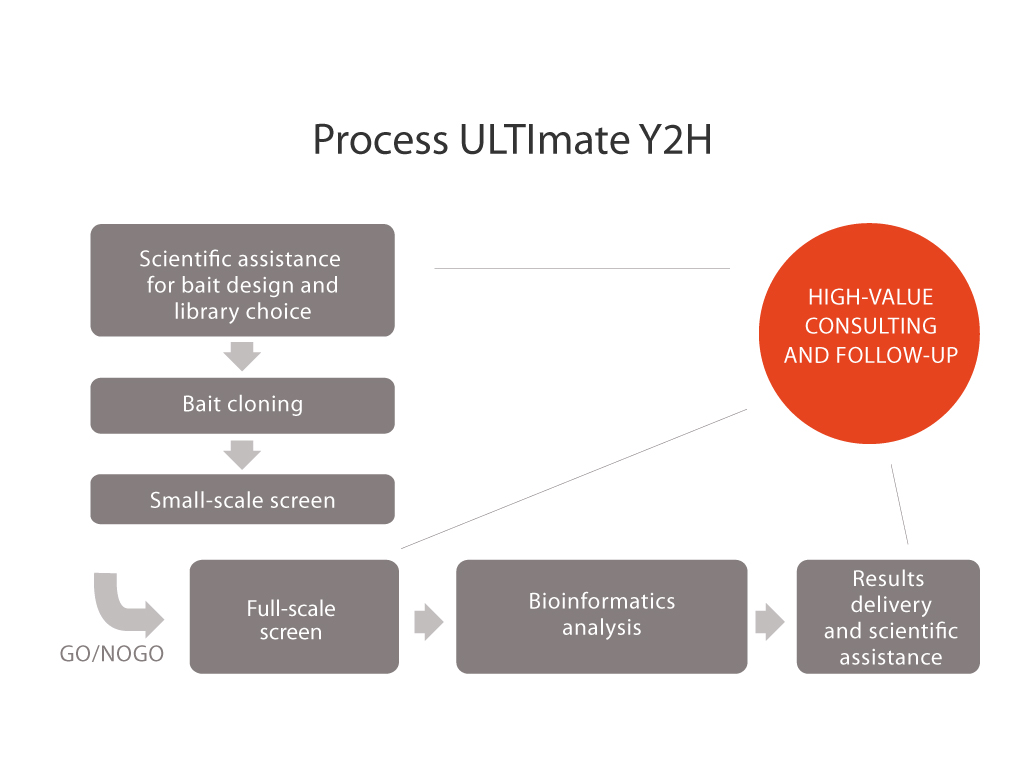 Process ULTImate Y2H
Scientific assistance
for bait design and
library choice
HIGH-VALUE
CONSULTING
AND FOLLOW-UP
Bait cloning
Small-scale screen
GO/NOGO
Full-scale
screen
Bioinformatics
analysis
Results
delivery
and scientific
assistance